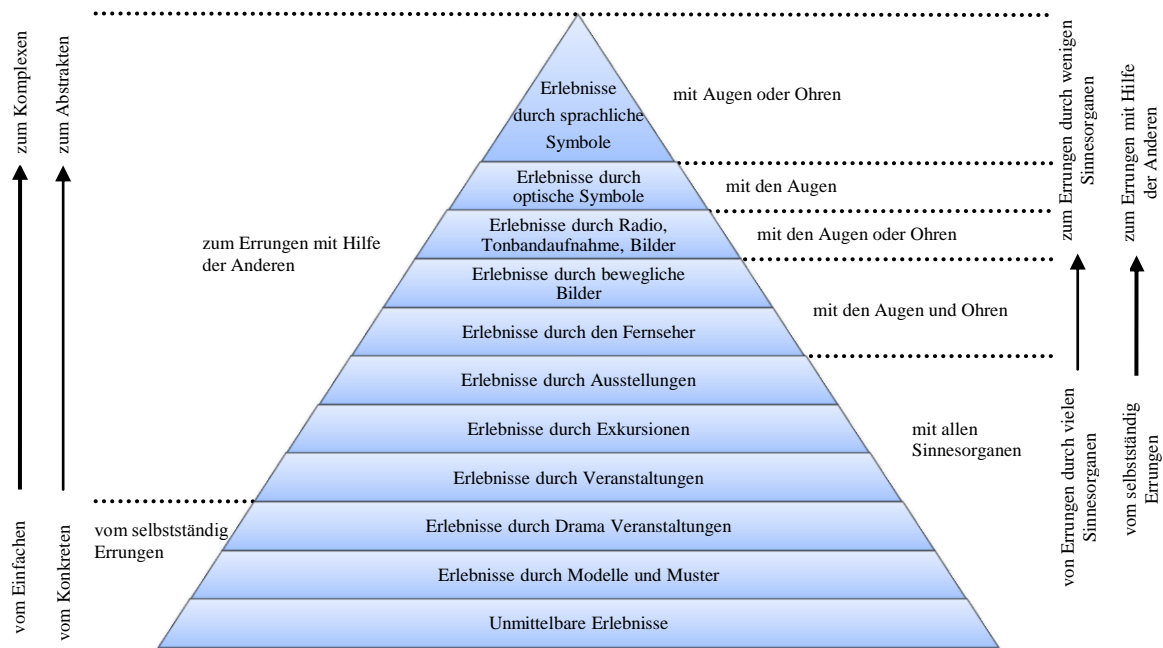 zum Komplexen
zum Abstrakten
vom Einfachen
vom Konkreten
zum Errungen mit Hilfe
der Anderen
vom selbstständig
Errungen
Erlebnisse
durch sprachliche
Symbole
Erlebnisse durch
optische Symbole
Erlebnisse durch Radio,
Tonbandaufnahme, Bilder
Erlebnisse durch bewegliche
Bilder
Erlebnisse durch den Fernseher
Erlebnisse durch Ausstellungen
Erlebnisse durch Exkursionen
Erlebnisse durch Veranstaltungen
Erlebnisse durch Drama Veranstaltungen
Erlebnisse durch Modelle und Muster
Unmittelbare Erlebnisse
mit Augen oder Ohren
mit den Augen
mit den Augen oder Ohren
mit den Augen und Ohren
mit allen
Sinnesorganen
zum Errungen durch wenigen
Sinnesorganen
von Errungen durch vielen
Sinnesorganen
zum Errungen mit Hilfe
der Anderen
vom selbstständig
Errungen